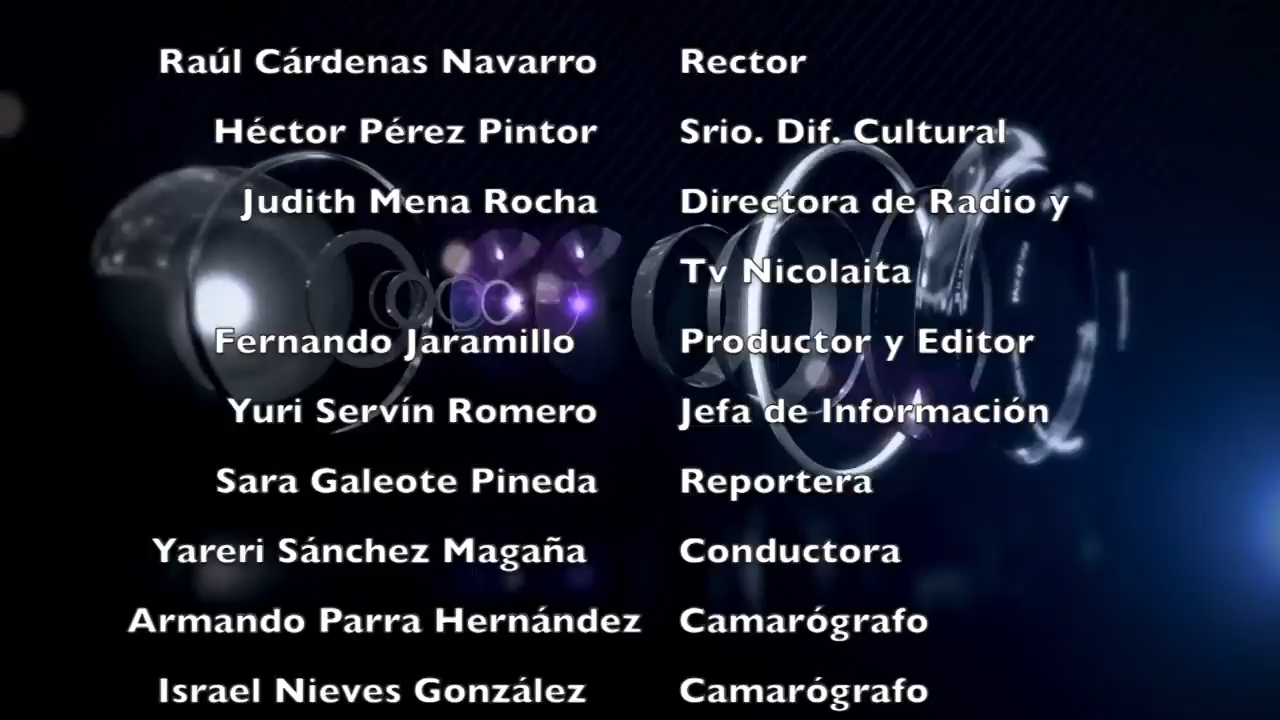 Raúl Cárdenas Navarro Rector
Héctor Pérez Pintor Srio. Dif. Cultural
Judith Mena Rocha Directora de Radio y
Tv Nicolaita
Fernando Jaramillo Productor y Editor
Yuri Servín Romero Jefa de Información
Sara Galeote Pineda Reportera
Yareri Sánchez Magaña Conductora
Armando Parra Hernández Camarógrafo
Israel Nieves González Camarógrafo